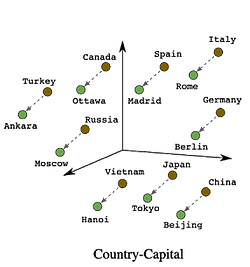 Italy
Spain
Canada
Turkey
Rome
Ottawa
Madrid
Germany
Russia
Ankara
Berlin
Moscow
Japan
Vietnam
China
Tokyo
Hanoi
Beijing
Country-Capital